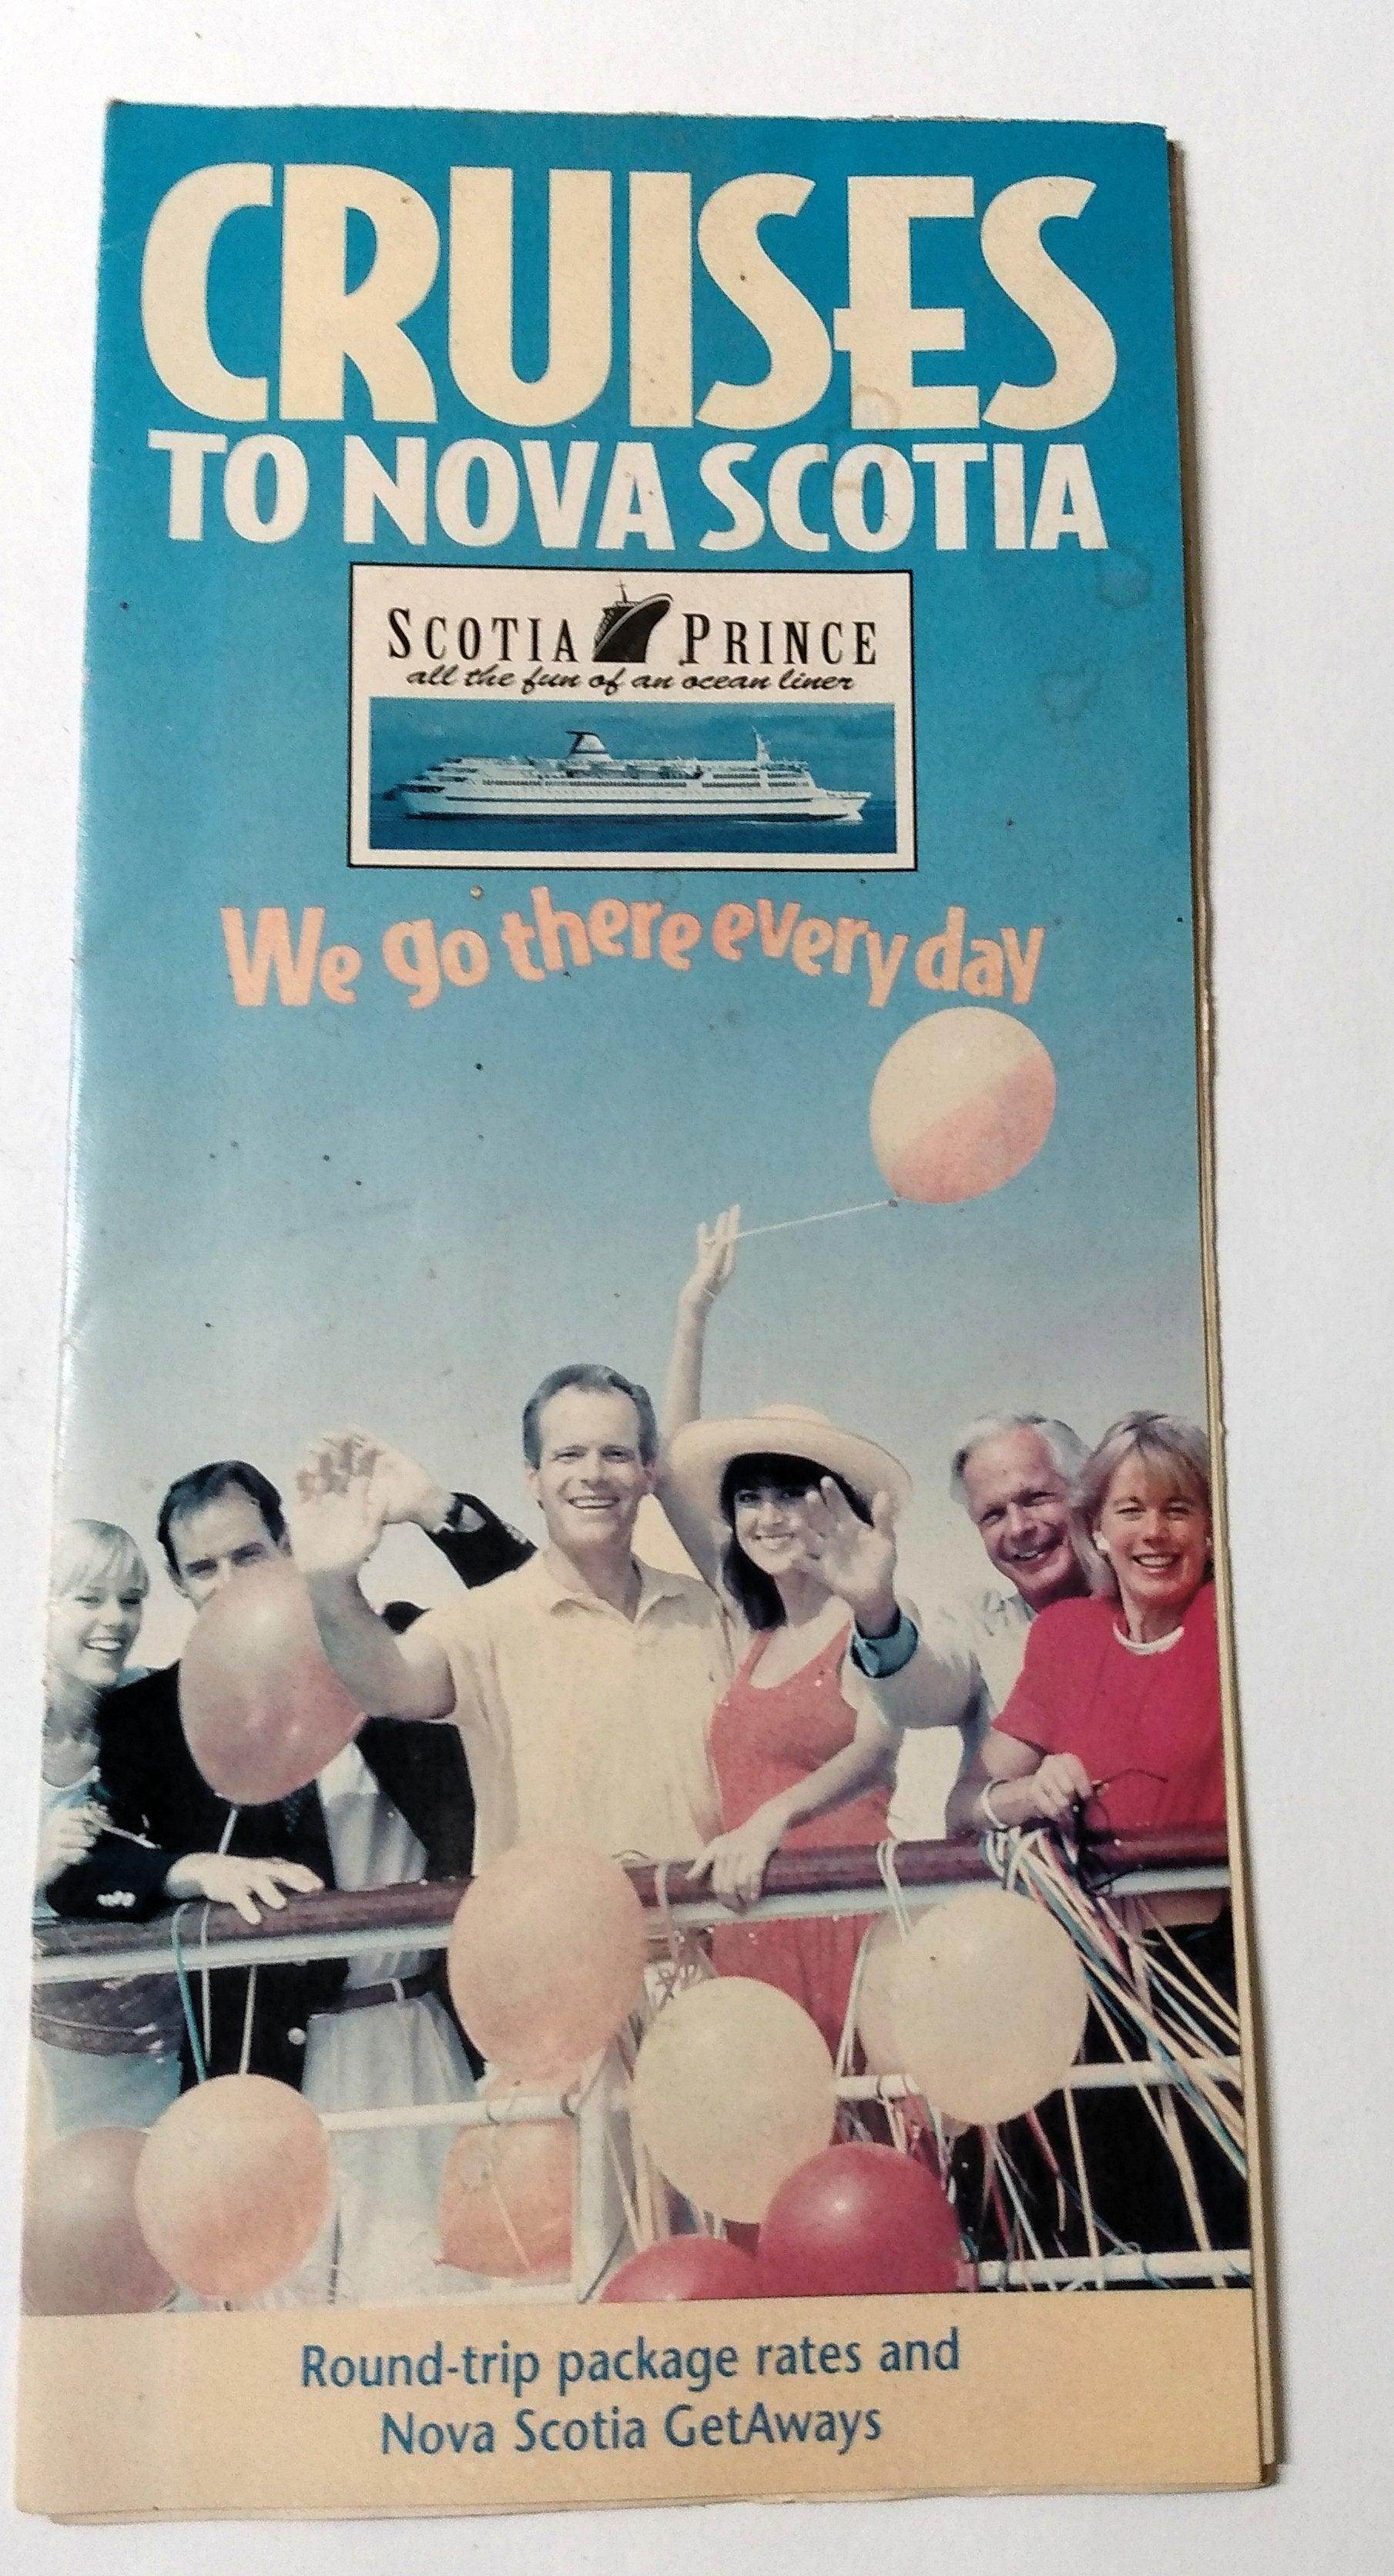 CRUISES
TO NOVA SCOTIA
SCOTIA PRINCE
all the fun of an ocean liner
We go there every day
Round-trip package rates and
Nova Scotia GetAways